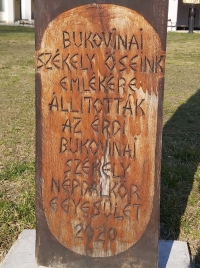 BUKOVINAI
SZÉKELY ŐSEINK
EMLÉKÉRE
ÁLLÍTOTTÁK
AZ ÉRDI
BUKOVINAI
SZÉKELY
NÉPDALKÖR
EGYESÜLET
2020